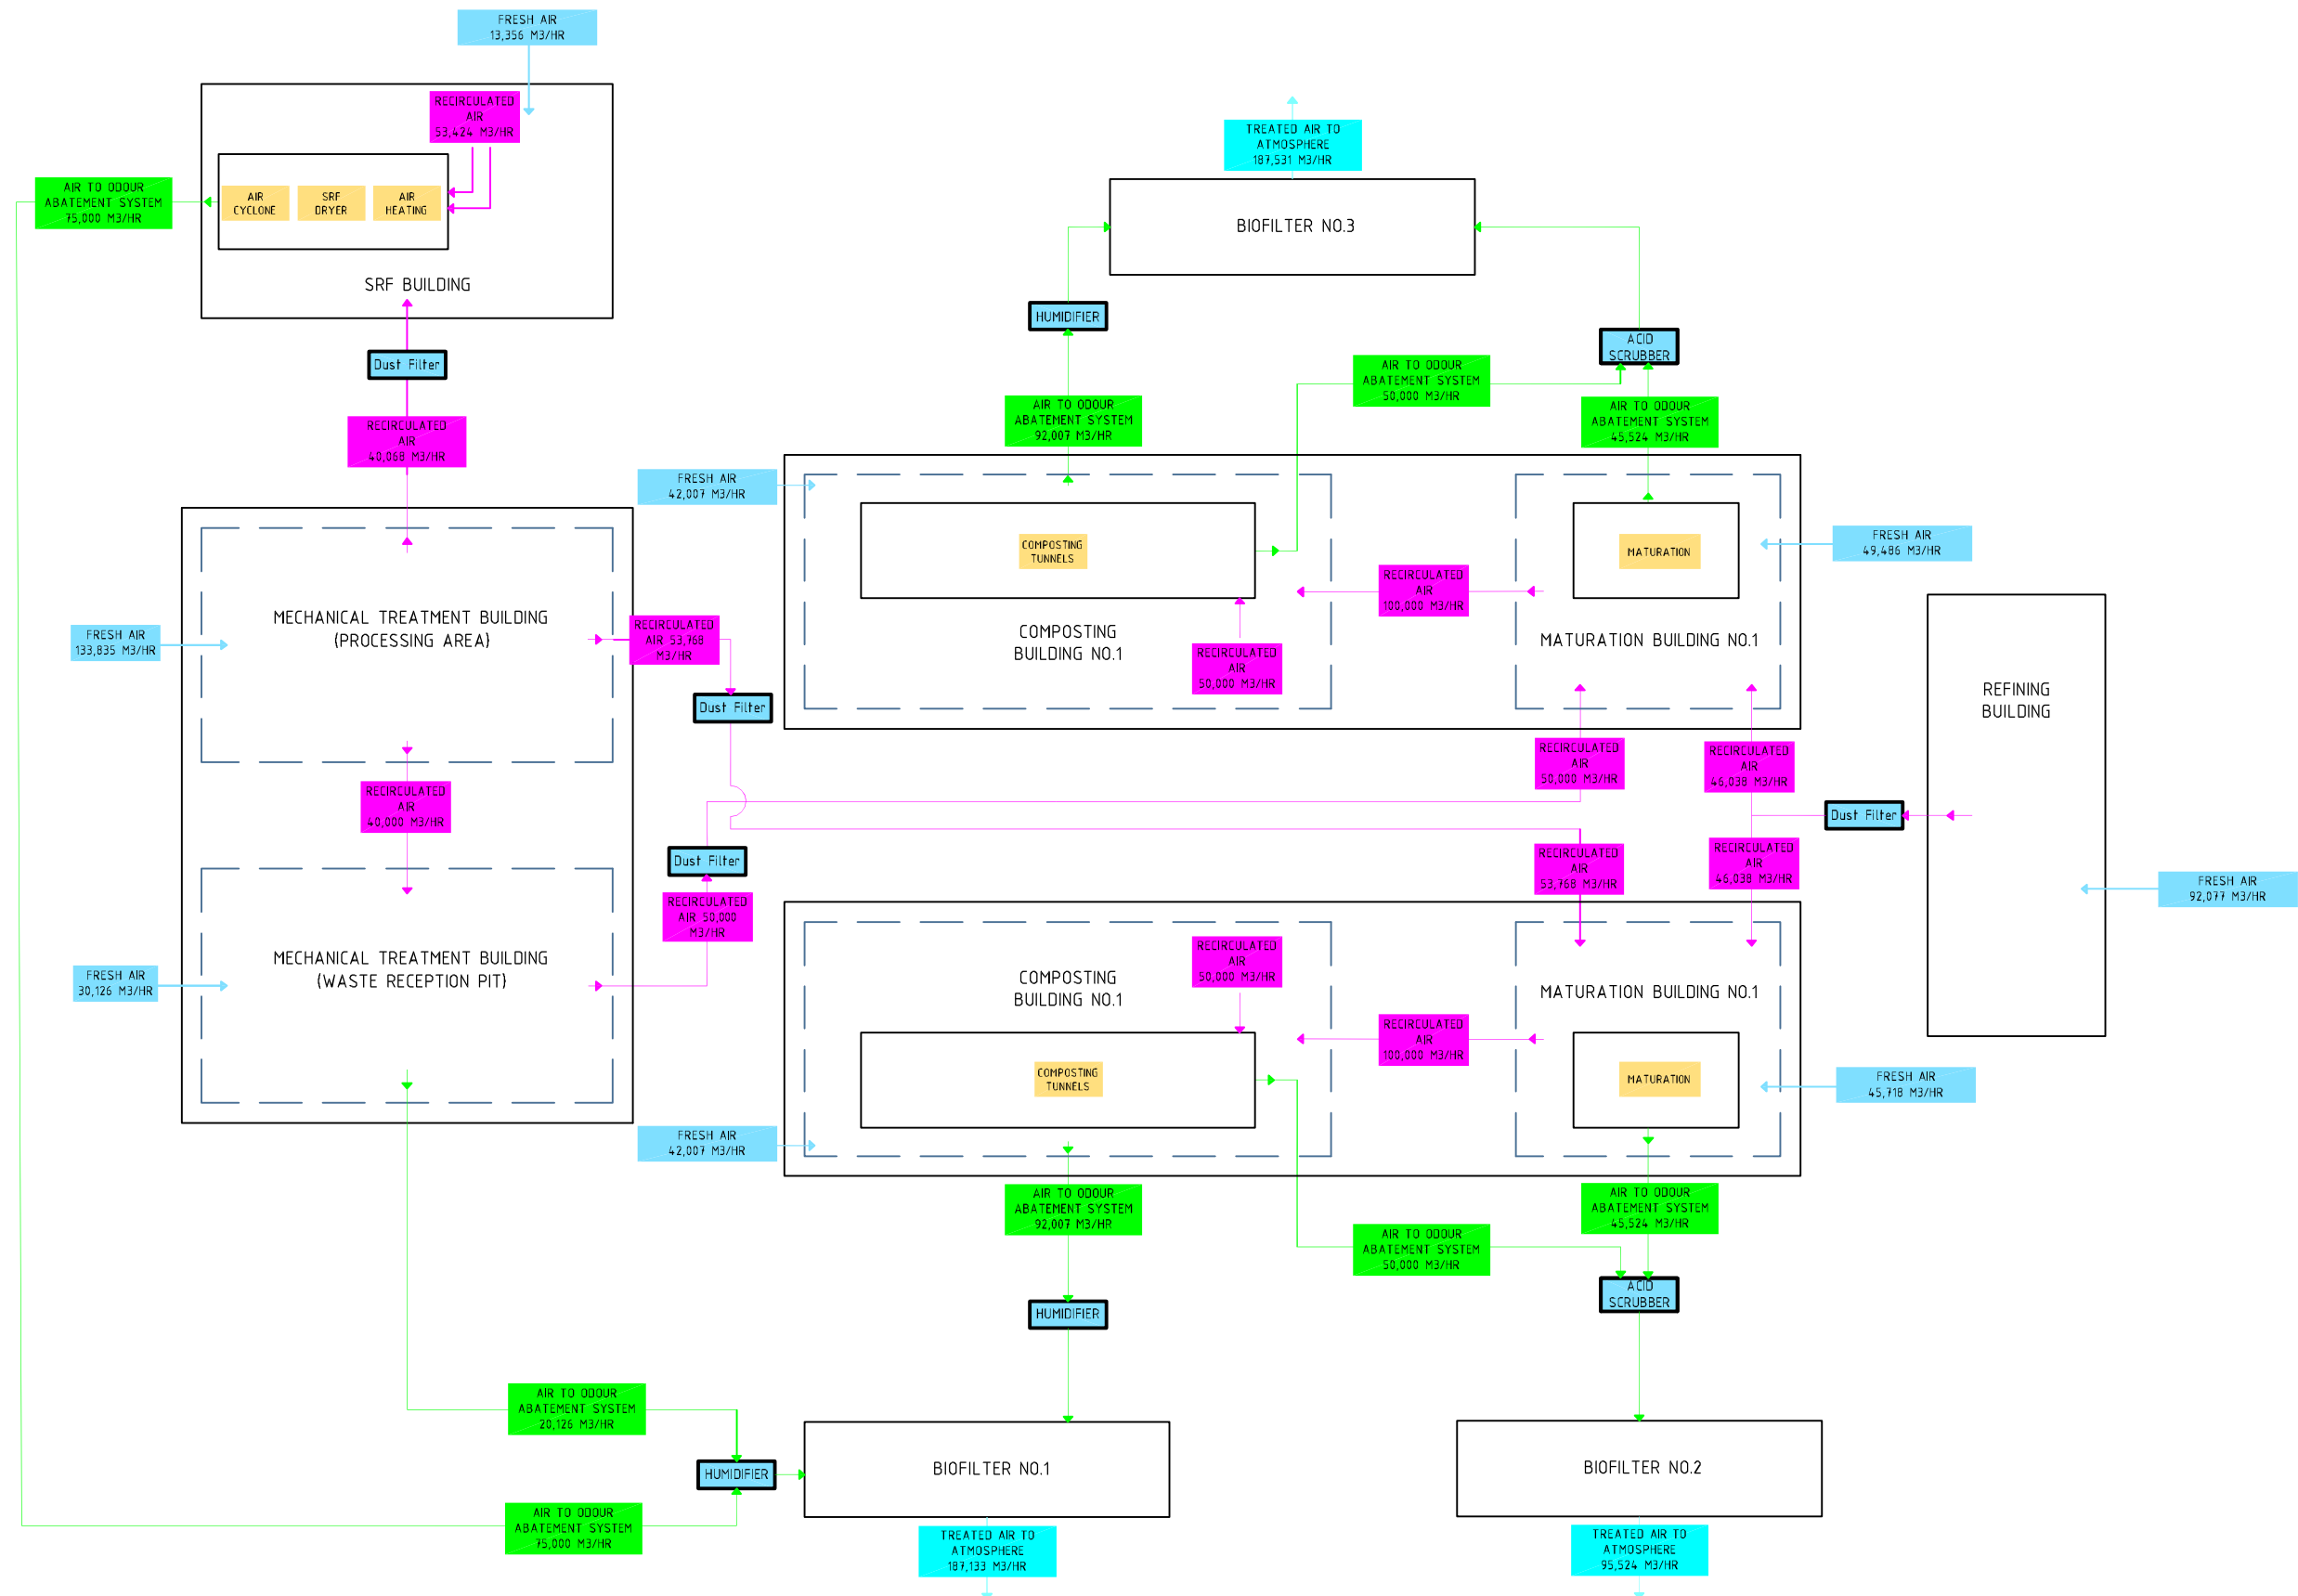 FRESH AIR
13,356 M3/HR
RECIRCULATED
AIR
53,424 M3/HR
AIR TO ODOUR
ABATEMENT SYSTEM
75,000 M3/HR
AIR
CYCLONE
SRF
DRYER
AIR
HEATING
SRF BUILDING
Dust Filter
RECIRCULATED
AIR
40,068 M3/HR
TREATED AIR TO
ATMOSPHERE
187,531 M3/HR
BIOFILTER NO.3
HUMIDIFIER
ACID
SCRUBBER
AIR TO ODOUR
ABATEMENT SYSTEM
50,000 M3/HR
AIR TO ODOUR
ABATEMENT SYSTEM
92,007 M3/HR
AIR TO ODOUR
ABATEMENT SYSTEM
45,524 M3/HR
FRESH AIR
42,007 M3/HR
COMPOSTING
TUNNELS
MATURATION
FRESH AIR
49,486 M3/HR
RECIRCULATED
AIR
100,000 M3/HR
COMPOSTING
BUILDING NO.1
RECIRCULATED
AIR
50,000 M3/HR
MATURATION BUILDING NO.1
MECHANICAL TREATMENT BUILDING
(PROCESSING AREA)
FRESH AIR
133,835 M3/HR
RECIRCULATED
AIR 53,768
M3/HR
Dust Filter
REFINING
BUILDING
RECIRCULATED
AIR
50,000 M3/HR
RECIRCULATED
AIR
46,038 M3/HR
RECIRCULATED
AIR
40,000 M3/HR
Dust Filter
Dust Filter
RECIRCULATED
AIR
53,768 M3/HR
RECIRCULATED
AIR
46,038 M3/HR
FRESH AIR
92,077 M3/HR
RECIRCULATED
AIR 50,000
M3/HR
MECHANICAL TREATMENT BUILDING
(WASTE RECEPTION PIT)
FRESH AIR
30,126 M3/HR
RECIRCULATED
AIR
50,000 M3/HR
COMPOSTING
BUILDING NO.1
MATURATION BUILDING NO.1
RECIRCULATED
AIR
100,000 M3/HR
COMPOSTING
TUNNELS
MATURATION
FRESH AIR
45,718 M3/HR
FRESH AIR
42,007 M3/HR
AIR TO ODOUR
ABATEMENT SYSTEM
92,007 M3/HR
AIR TO ODOUR
ABATEMENT SYSTEM
45,524 M3/HR
AIR TO ODOUR
ABATEMENT SYSTEM
50,000 M3/HR
HUMIDIFIER
ACID
SCRUBBER
AIR TO ODOUR
ABATEMENT SYSTEM
20,126 M3/HR
HUMIDIFIER
BIOFILTER NO.1
BIOFILTER NO.2
AIR TO ODOUR
ABATEMENT SYSTEM
75,000 M3/HR
TREATED AIR TO
ATMOSPHERE
187,133 M3/HR
TREATED AIR TO
ATMOSPHERE
95,524 M3/HR